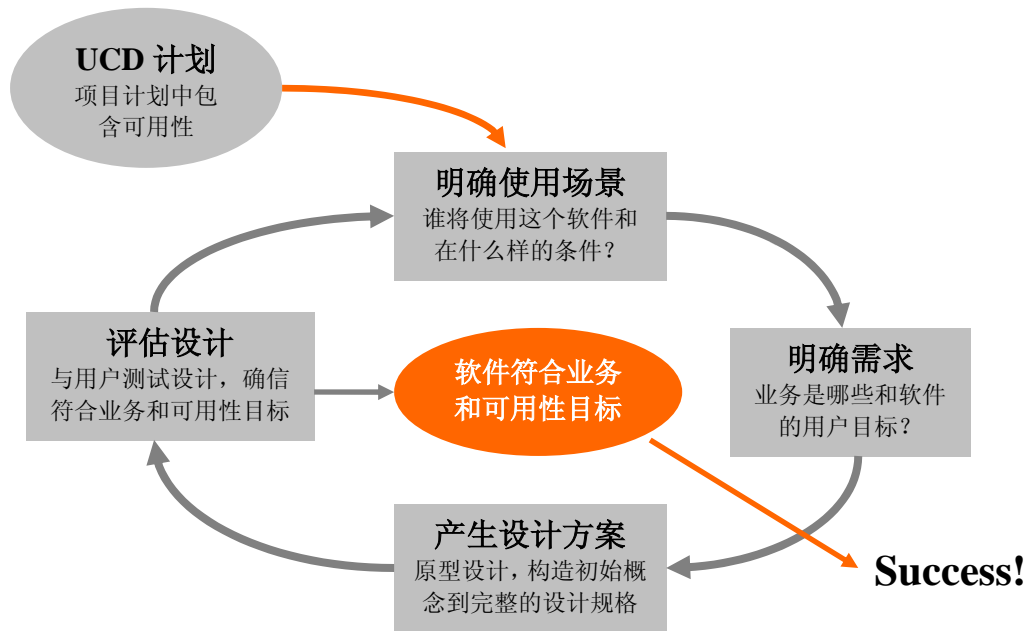 UCD 计划
项目计划中包
含可用性
明确使用场景
谁将使用这个软件和
在什么样的条件？
评估设计
与用户测试设计，确信
符合业务和可用性目标
软件符合业务
和可用性目标
明确需求
业务是哪些和软件
的用户目标？
产生设计方案
原型设计，构造初始概
念到完整的设计规格
Success!